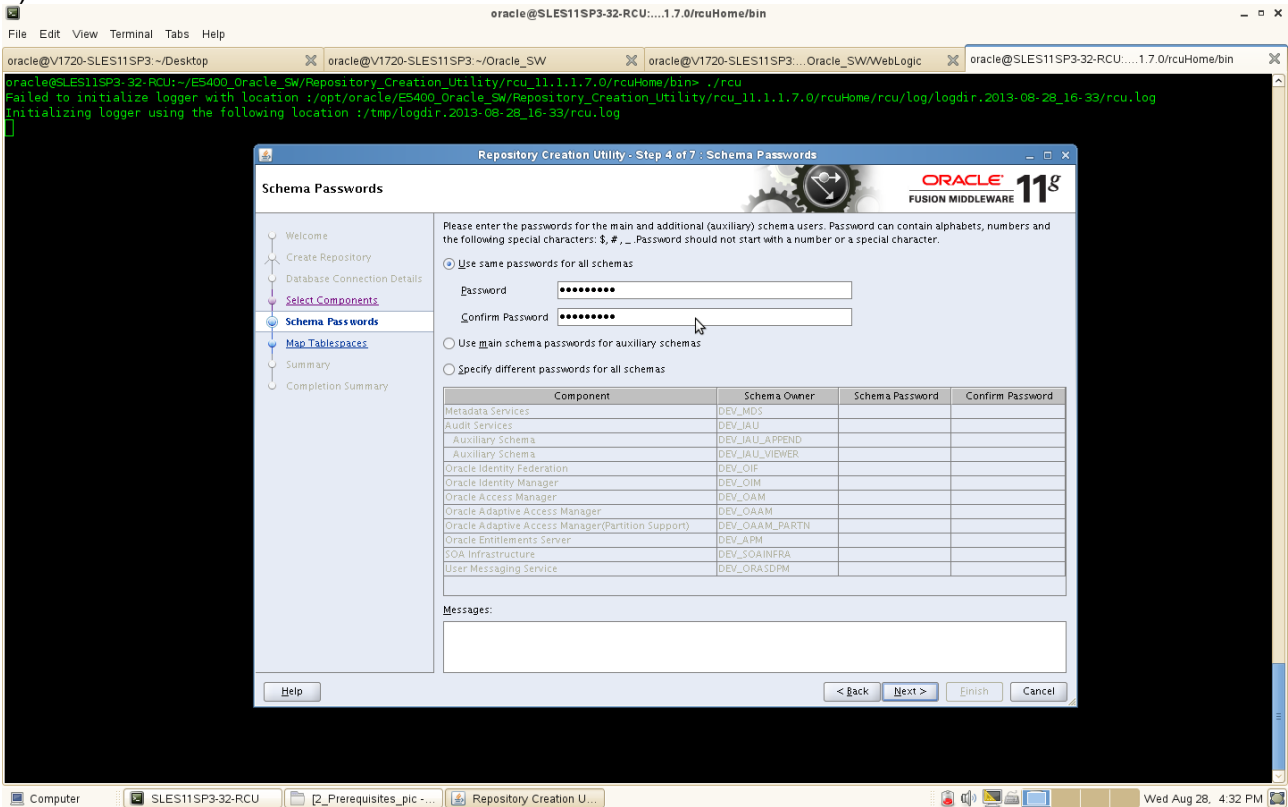 oracle@SLES11SP3-32-RCU:....1.7.0/rcuHome/bin
File Edit View Terminal Tabs Help
oracle@V1720-SLES11SP3:~/Desktop
oracle@V1720-SLES11SP3:~/Oracle_SW
oracle@V1720-SLES11SP3:...Oracle_SW/WebLogic
oracle@SLES11SP3-32-RCU:....1.7.0/rcuHome/bin
oracle@SLES11SP3-32-RCU:~/E5400_Oracle_SW/Repository_Creation_Utility/rcu_11.1.1.7.0/rcuHome/bin> ./rcu
Failed to initialize logger with location :/opt/oracle/E5400_Oracle_SW/Repository_Creation_Utility/rcu_11.1.1.7.0/rcuHome/rcu/log/logdir.2013-08-28_16-33/rcu.log
Initializing logger using the following location :/tmp/logdir.2013-08-28_16-33/rcu.log
Repository Creation Utility - Step 4 of 7 : Schema Passwords
Schema Passwords
ORACLE
FUSION MIDDLEWARE
11g
Welcome
Create Repository
Database Connection Details
Select Components
Schema Passwords
Map Tablespaces
Summary
Completion Summary
Please enter the passwords for the main and additional (auxiliary) schema users. Password can contain alphabets, numbers and
the following special characters: $, # , _ .Password should not start with a number or a special character.
Use same passwords for all schemas
Password •••••••••
Confirm Password •••••••••
Use main schema passwords for auxiliary schemas
Specify different passwords for all schemas
Component Schema Owner Schema Password Confirm Password
Metadata Services DEV_MDS
Audit Services DEV_IAU
Auxiliary Schema DEV_IAU_APPEND
Auxiliary Schema DEV_IAU_VIEWER
Oracle Identity Federation DEV_OIF
Oracle Identity Manager DEV_OIM
Oracle Access Manager DEV_OAM
Oracle Adaptive Access Manager DEV_OAAM
Oracle Adaptive Access Manager(Partition Support) DEV_OAAM_PARTN
Oracle Entitlements Server DEV_APM
SOA Infrastructure DEV_SOAINFRA
User Messaging Service DEV_ORASDPM
Messages:
Help
< Back Next > Finish Cancel
Computer SLES11SP3-32-RCU [2_Prerequisites_pic -... Repository Creation U... Wed Aug 28, 4:32 PM